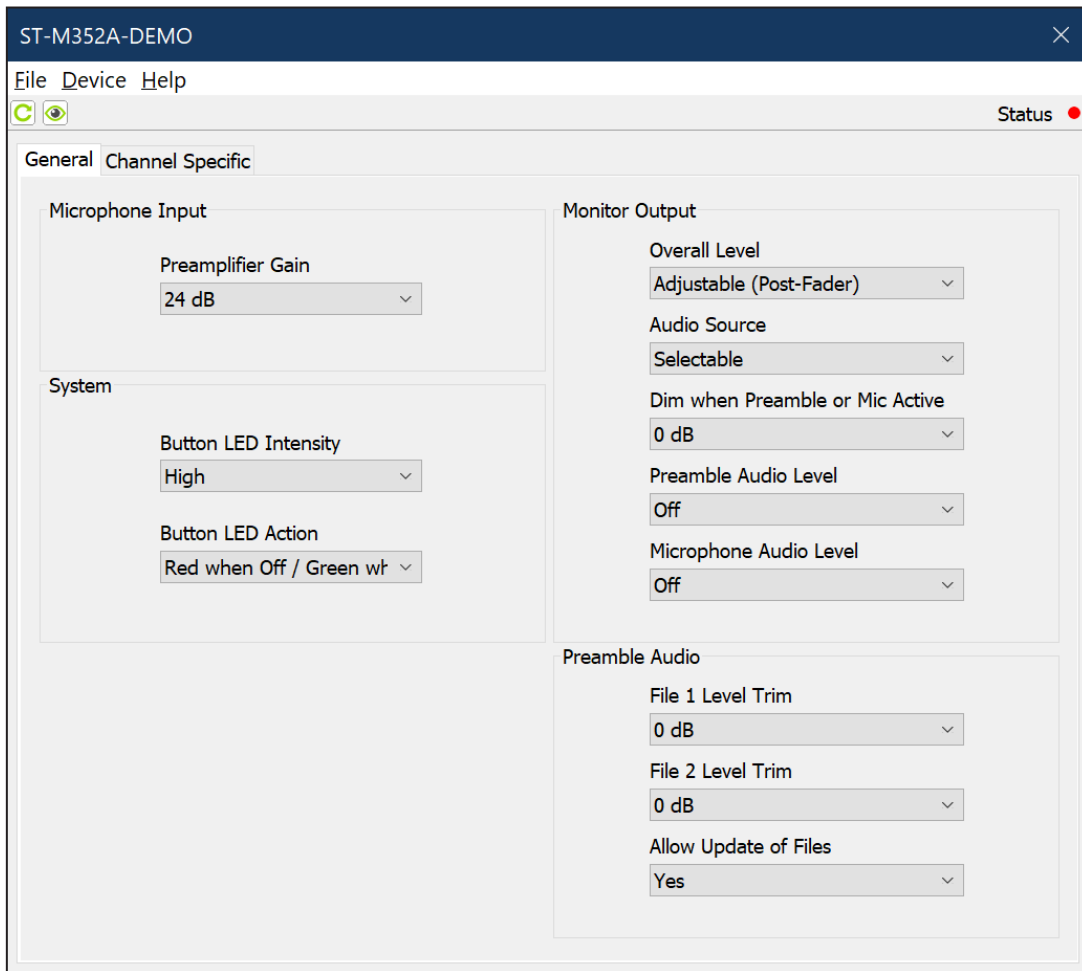 ST-M352A-DEMO
File Device Help
Status
General Channel Specific
Microphone Input
Preamplifier Gain
24 dB
System
Button LED Intensity
High
Button LED Action
Red when Off / Green wh
Monitor Output
Overall Level
Adjustable (Post-Fader)
Audio Source
Selectable
Dim when Preamble or Mic Active
0 dB
Preamble Audio Level
Off
Microphone Audio Level
Off
Preamble Audio
File 1 Level Trim
0 dB
File 2 Level Trim
0 dB
Allow Update of Files
Yes